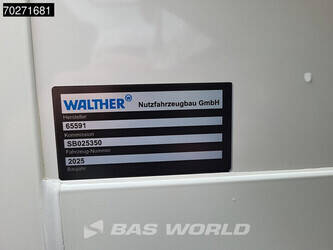 70271681
WALTHER Nutzfahrzeugbau GmbH
Hersteller
65591
Kommission
SB025350
Fahrzeug-Nummer
2025
Baujahr
BAS WORLD